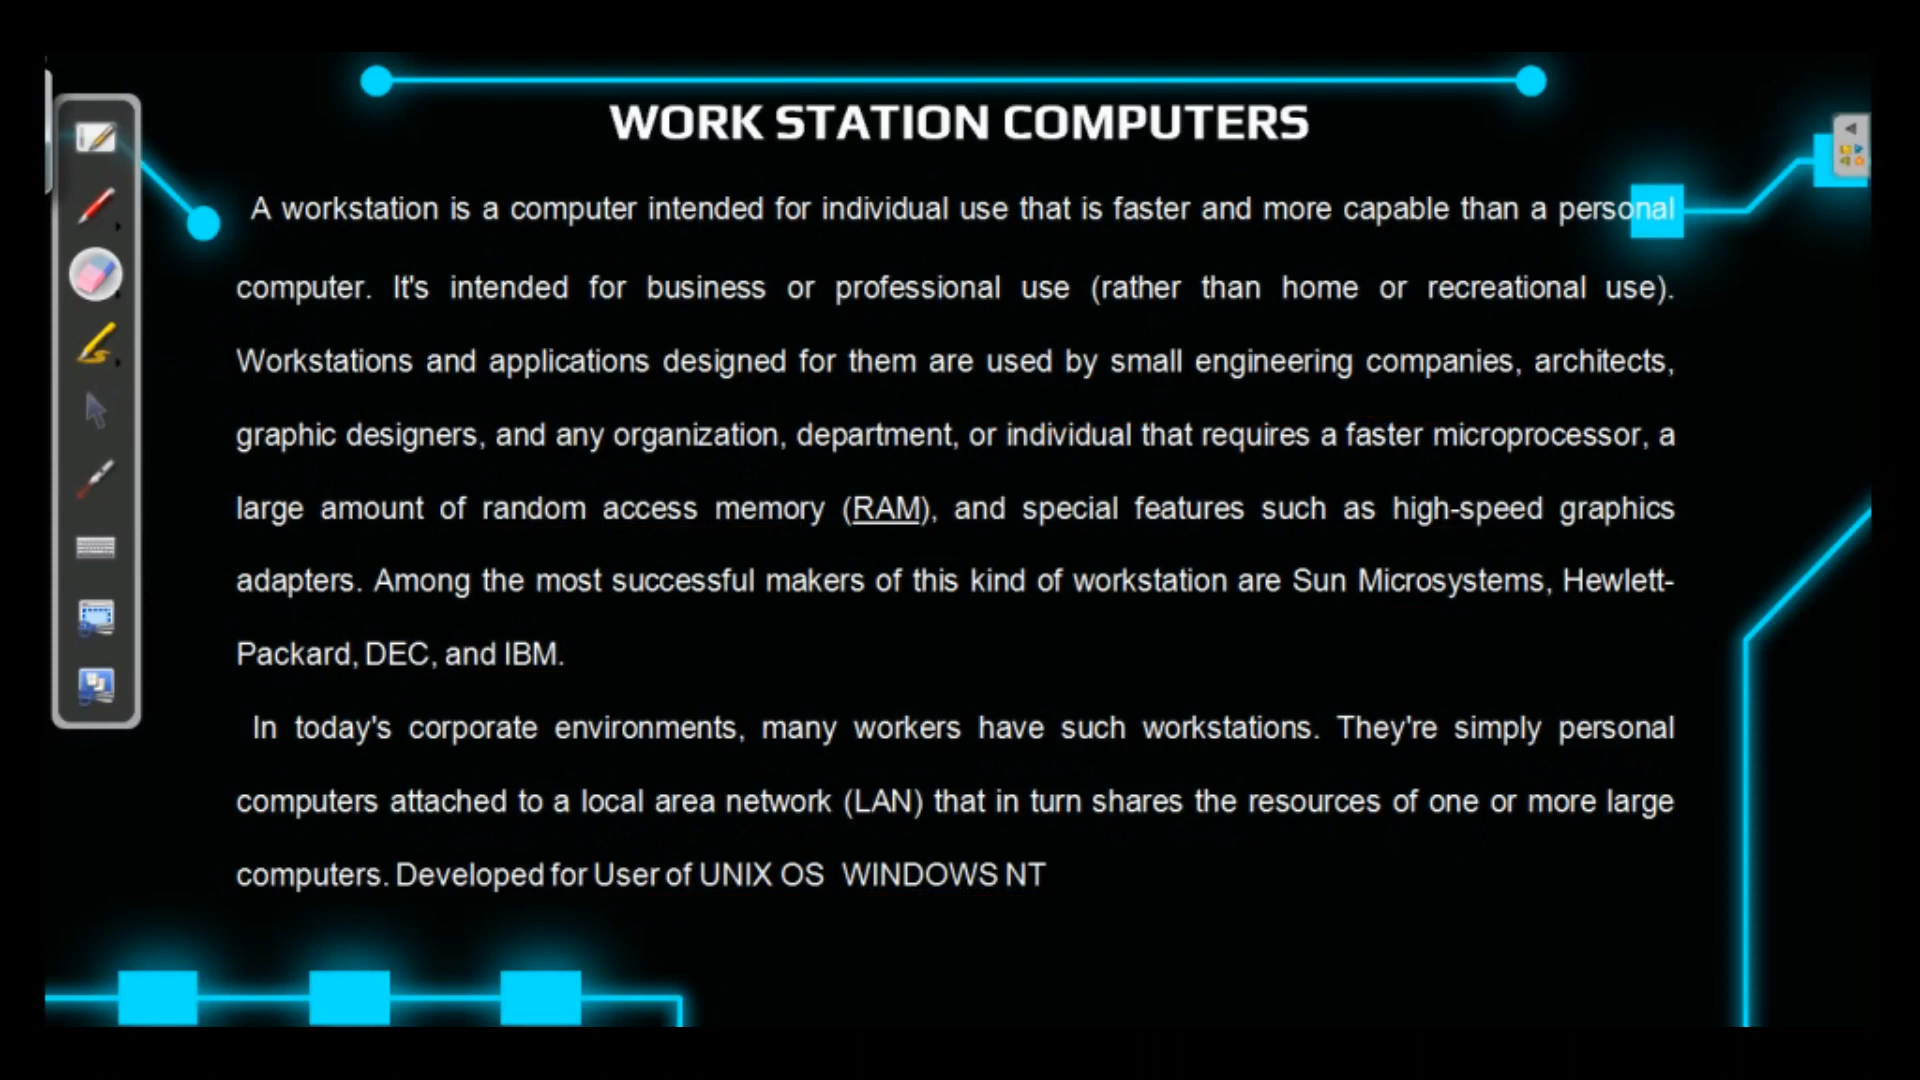 WORK STATION COMPUTERS
A workstation is a computer intended for individual use that is faster and more capable than a personal
computer. It's intended for business or professional use (rather than home or recreational use).
Workstations and applications designed for them are used by small engineering companies, architects,
graphic designers, and any organization, department, or individual that requires a faster microprocessor, a
large amount of random access memory (RAM), and special features such as high-speed graphics
adapters. Among the most successful makers of this kind of workstation are Sun Microsystems, Hewlett-
Packard, DEC, and IBM.
In today's corporate environments, many workers have such workstations. They're simply personal
computers attached to a local area network (LAN) that in turn shares the resources of one or more large
computers. Developed for User of UNIX OS  WINDOWS NT